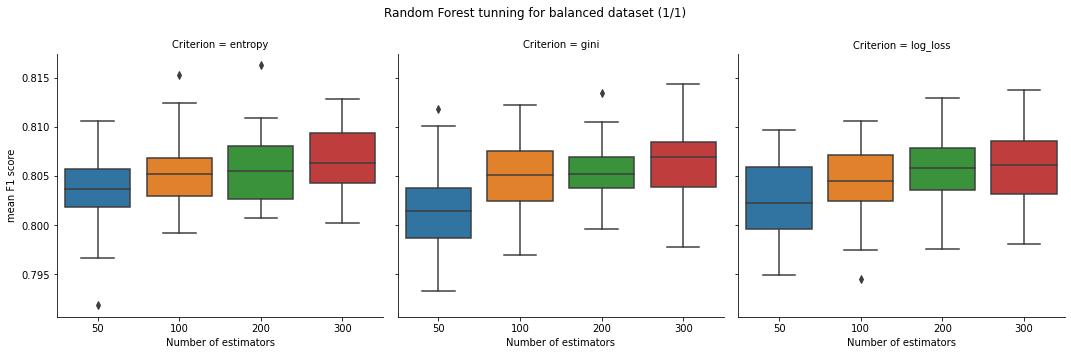 Random Forest tunning for balanced dataset (1/1)
Criterion = entropy
Criterion = gini
Criterion = log_loss
mean F1 score
0.815
0.810
0.805
0.800
0.795
50 100 200 300
50 100 200 300
50 100 200 300
Number of estimators
Number of estimators
Number of estimators